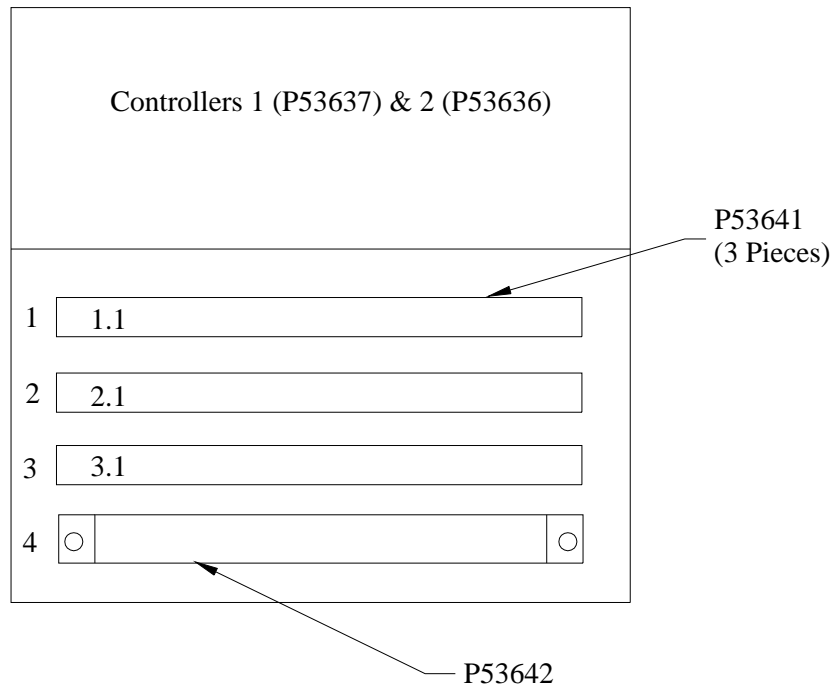 Controllers 1 (P53637) & 2 (P53636)
P53641
(3 Pieces)
1 1.1
2 2.1
3 3.1
4
P53642